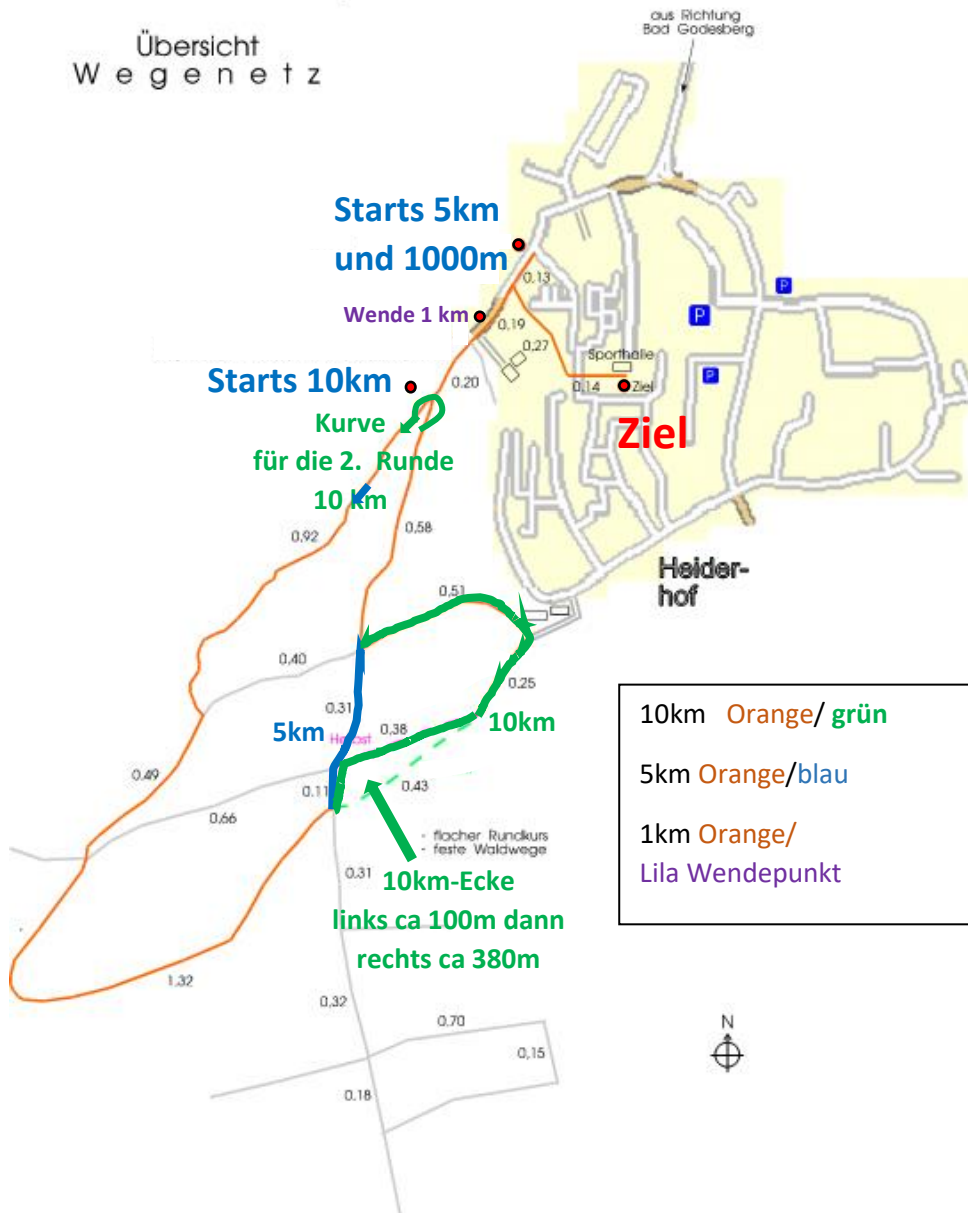 Übersicht
Wegenetz
aus Richtung
Bad Godesberg
Starts 5km
und 1000m
0,13
Wende 1 km
0,19
0,27
Sporthalle
P
P
P
Starts 10km
0,20
0,14
Ziel
Ziel
Kurve
für die 2. Runde
10 km
0,92
0,58
Heider-
hof
0,51
0,40
0,25
0,31
5km
0,38
10km
Herbst
0,49
0,11
0,43
0,66
- flacher Rundkurs
- feste Waldwege
0,31
10km-Ecke
links ca 100m dann
rechts ca 380m
1,32
0,32
0,70
0,15
0,18
N
10km Orange/ grün
5km Orange/blau
1km Orange/
Lila Wendepunkt